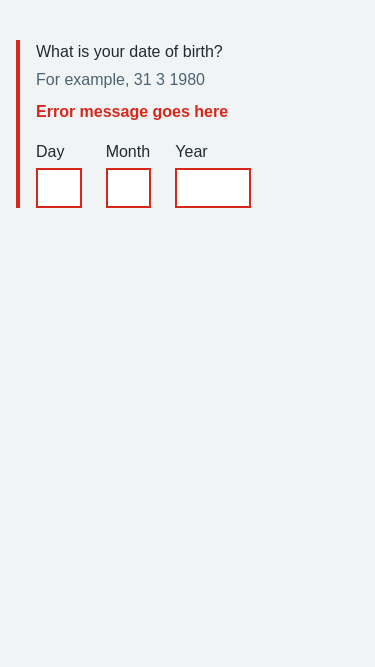 What is your date of birth?
For example, 31 3 1980
Error message goes here
Day Month Year